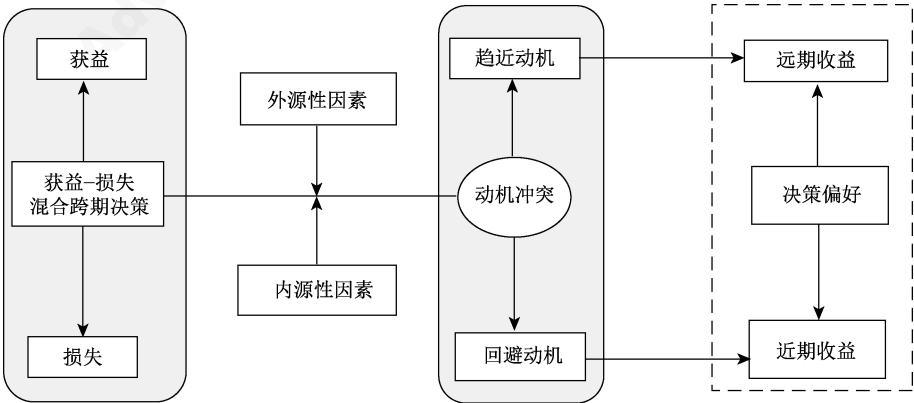 获益
获益–损失
混合跨期决策
损失
外源性因素
内源性因素
趋近动机
动机冲突
回避动机
远期收益
决策偏好
近期收益